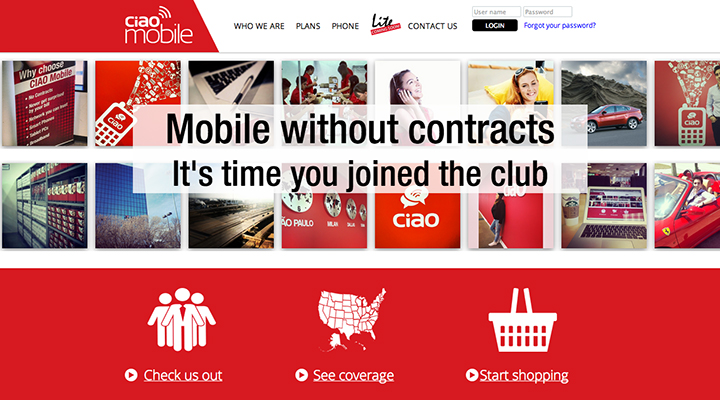 ciao
mobile
WHO WE ARE
PLANS
PHONE
Lite
COMING SOON
CONTACT US
User name
Password
LOGIN
Forgot your password?
Why choose
CIAO Mobile
• No Contracts
• Never get surprised
by your bill
• Network you can trust
• Smart Phones
• Tablet PCs
• Broadband
ciao
ciao
Mobile without contracts
It's time you joined the club
SÃO PAULO
MILAN
ciao
Check us out
See coverage
Start shopping